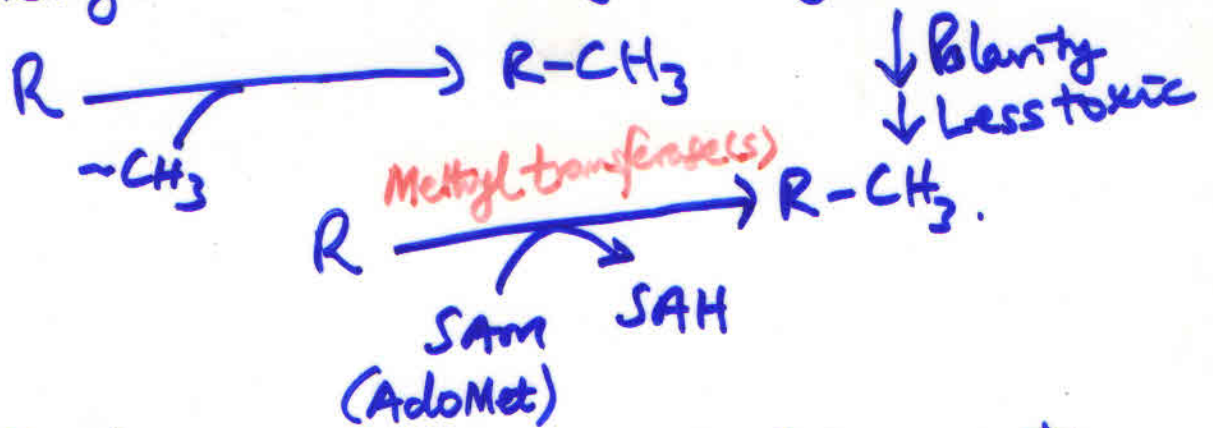 R → R-CH₃
↓ Polarity
↓ Less toxic
~CH₃
Methyl transferase(s)
R → R-CH₃.
SAM
SAH
(AdoMet)